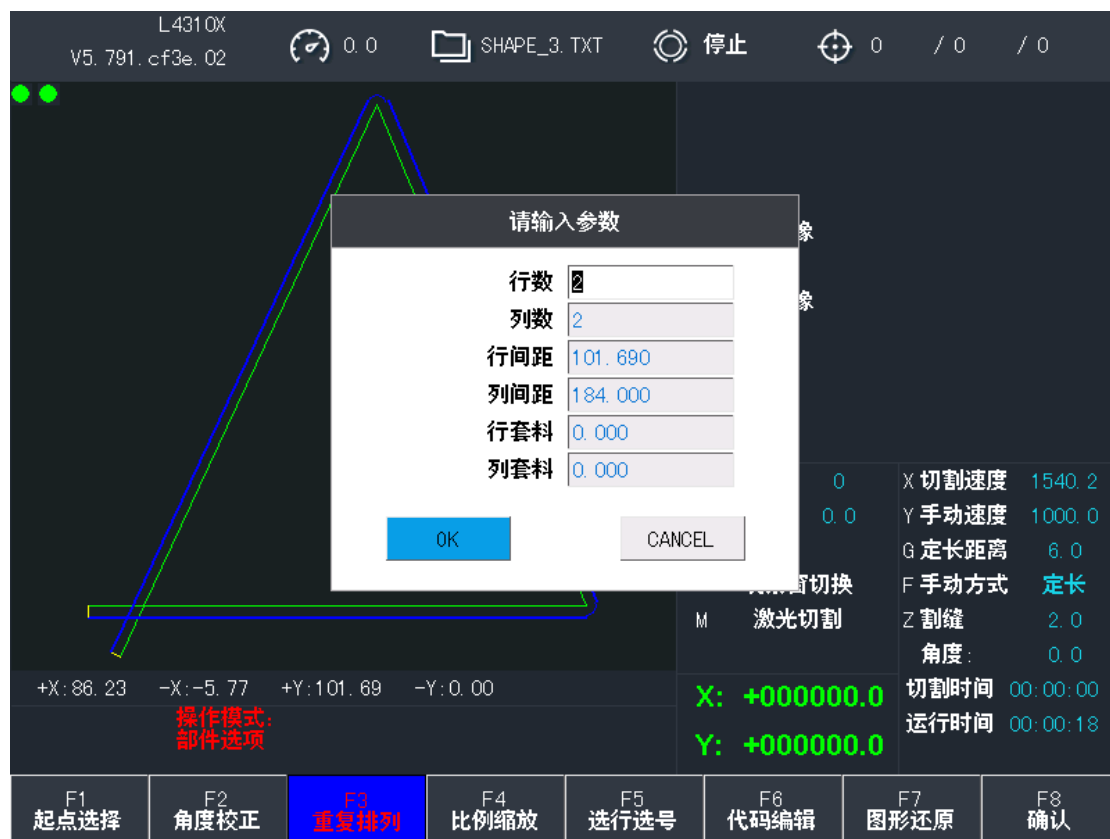 L4310X
V5.791.cf3e.02
0.0
SHAPE_3.TXT
停止
0 /0 /0
请输入参数
行数 2
列数 2
行间距 101.690
列间距 184.000
行套料 0.000
列套料 0.000
OK
CANCEL
像
像
0
0.0
窗切换
M 激光切割
X 切割速度 1540.2
Y 手动速度 1000.0
G 定长距离 6.0
F 手动方式 定长
Z 割缝 2.0
角度: 0.0
切割时间 00:00:00
运行时间 00:00:18
+X:86.23 -X:-5.77 +Y:101.69 -Y:0.00
操作模式:
部件选项
X: +000000.0
Y: +000000.0
F1
起点选择
F2
角度校正
F3
重复排列
F4
比例缩放
F5
选行选号
F6
代码编辑
F7
图形还原
F8
确认